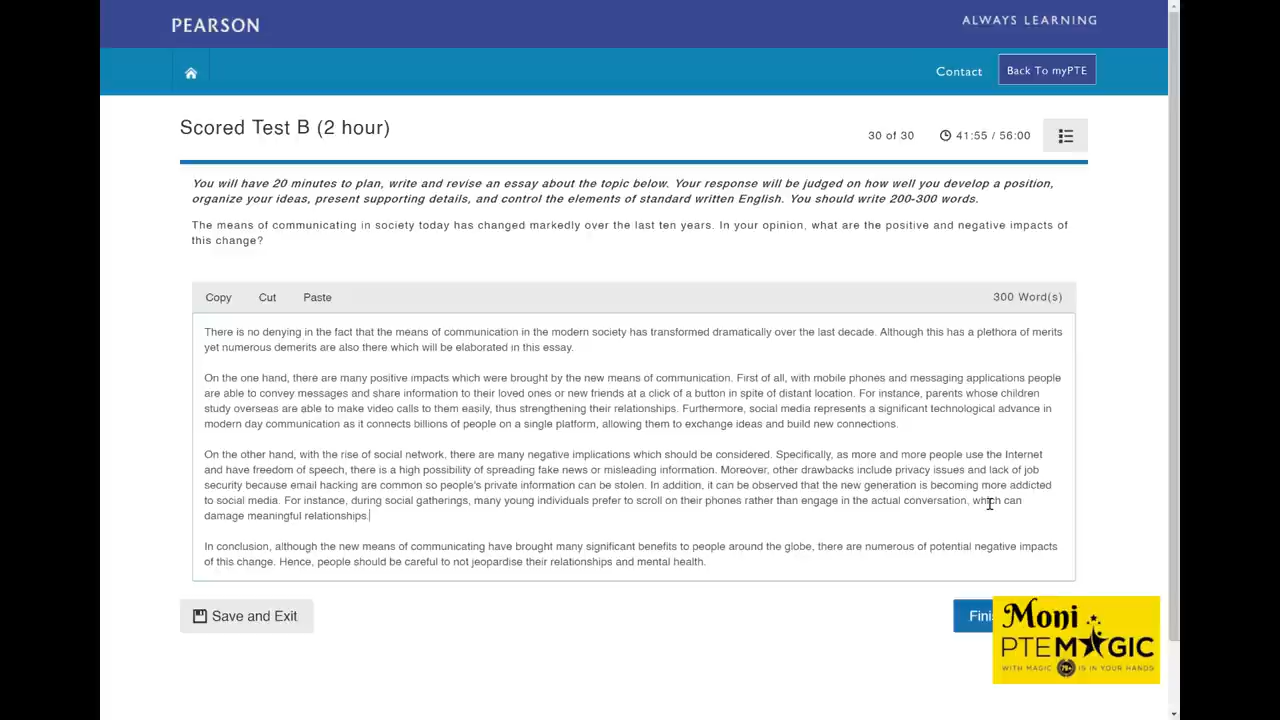 PEARSON
ALWAYS LEARNING
Contact
Back To myPTE
Scored Test B (2 hour)
30 of 30
41:55 / 56:00
You will have 20 minutes to plan, write and revise an essay about the topic below. Your response will be judged on how well you develop a position,
organize your ideas, present supporting details, and control the elements of standard written English. You should write 200-300 words.
The means of communicating in society today has changed markedly over the last ten years. In your opinion, what are the positive and negative impacts of
this change?
Copy
Cut
Paste
300 Word(s)
There is no denying in the fact that the means of communication in the modern society has transformed dramatically over the last decade. Although this has a plethora of merits
yet numerous demerits are also there which will be elaborated in this essay.
On the one hand, there are many positive impacts which were brought by the new means of communication. First of all, with mobile phones and messaging applications people
are able to convey messages and share information to their loved ones or new friends at a click of a button in spite of distant location. For instance, parents whose children
study overseas are able to make video calls to them easily, thus strengthening their relationships. Furthermore, social media represents a significant technological advance in
modern day communication as it connects billions of people on a single platform, allowing them to exchange ideas and build new connections.
On the other hand, with the rise of social network, there are many negative implications which should be considered. Specifically, as more and more people use the Internet
and have freedom of speech, there is a high possibility of spreading fake news or misleading information. Moreover, other drawbacks include privacy issues and lack of job
security because email hacking are common so people's private information can be stolen. In addition, it can be observed that the new generation is becoming more addicted
to social media. For instance, during social gatherings, many young individuals prefer to scroll on their phones rather than engage in the actual conversation, which can
damage meaningful relationships.
In conclusion, although the new means of communicating have brought many significant benefits to people around the globe, there are numerous of potential negative impacts
of this change. Hence, people should be careful to not jeopardise their relationships and mental health.
Save and Exit
Fini
Moni
PTE MAGIC
WITH MAGIC 79+ IS IN YOUR HANDS